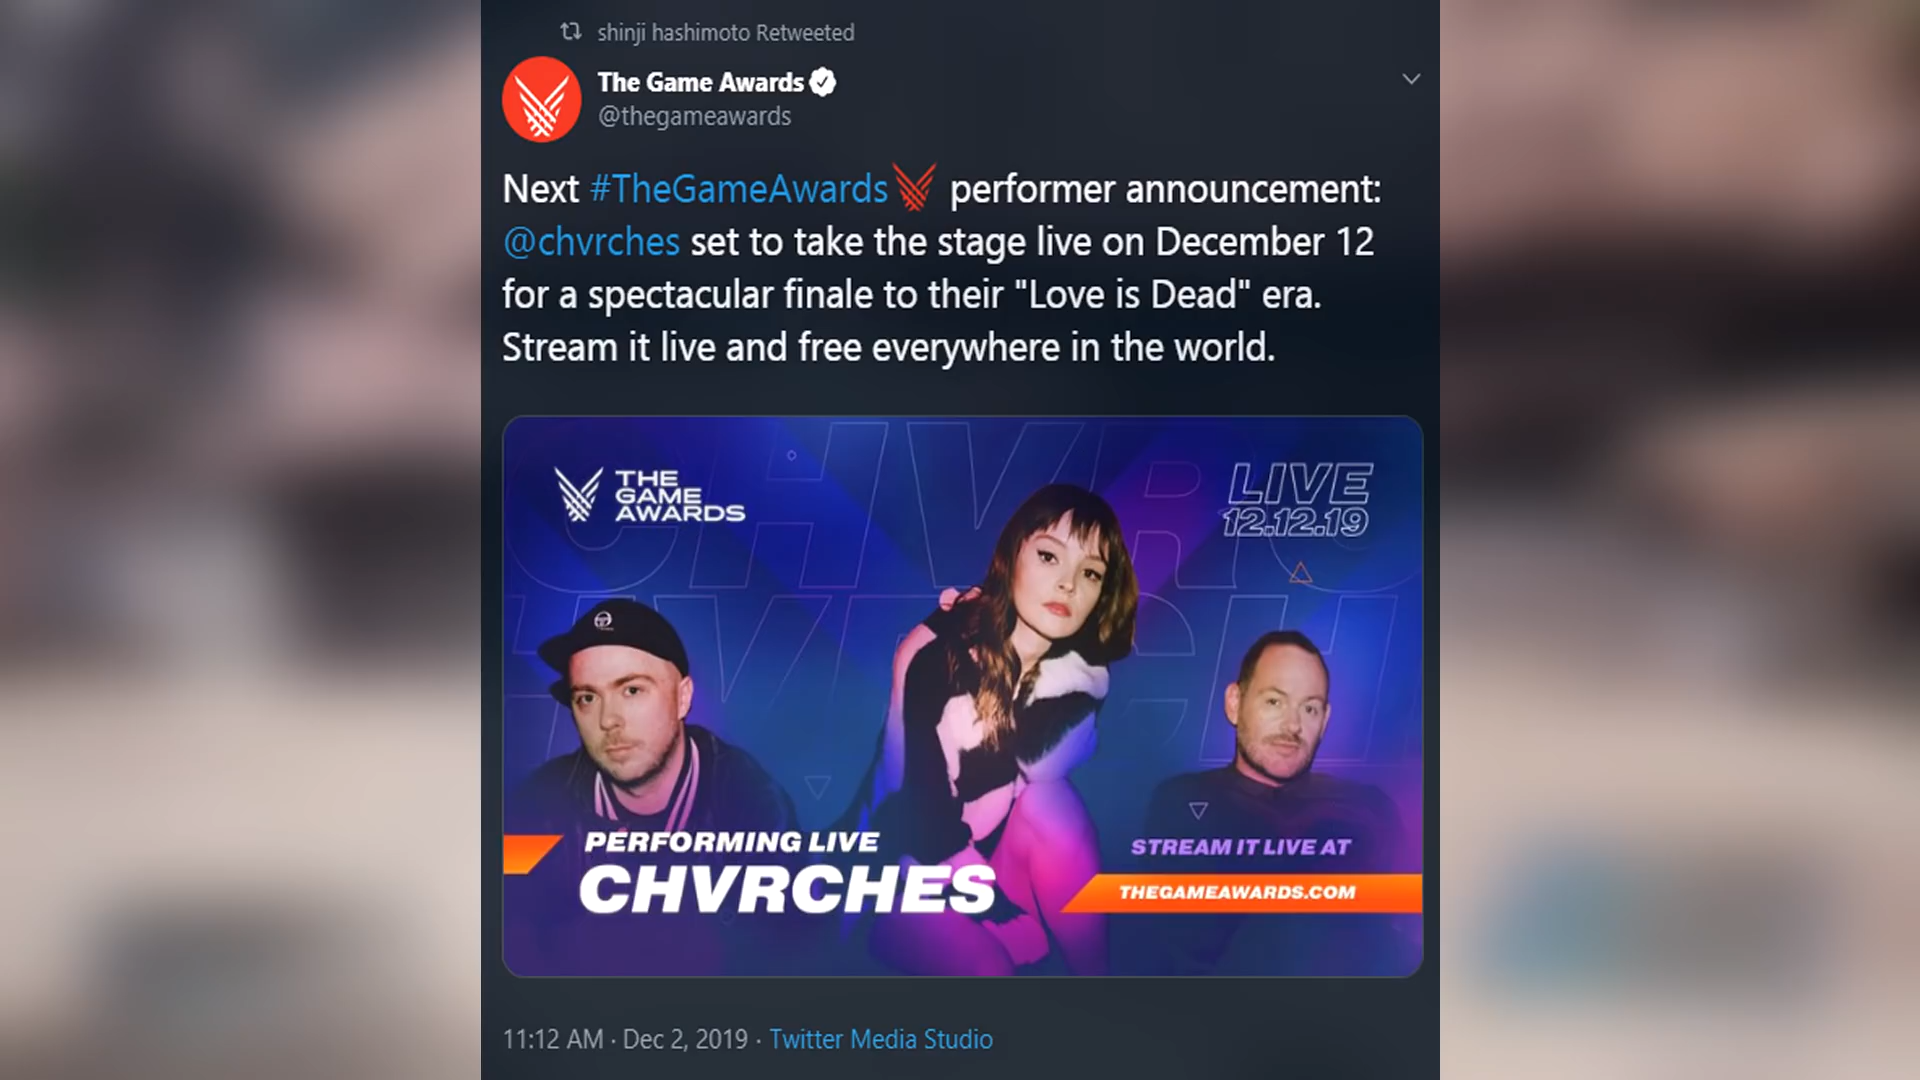 shinji hashimoto Retweeted
The Game Awards
@thegameawards
Next #TheGameAwards performer announcement:
@chvrches set to take the stage live on December 12
for a spectacular finale to their "Love is Dead" era.
Stream it live and free everywhere in the world.
CHVRC
HVRCH
THE
GAME
AWARDS
LIVE
12.12.19
PERFORMING LIVE
CHVRCHES
STREAM IT LIVE AT
THEGAMEAWARDS.COM
11:12 AM · Dec 2, 2019 · Twitter Media Studio